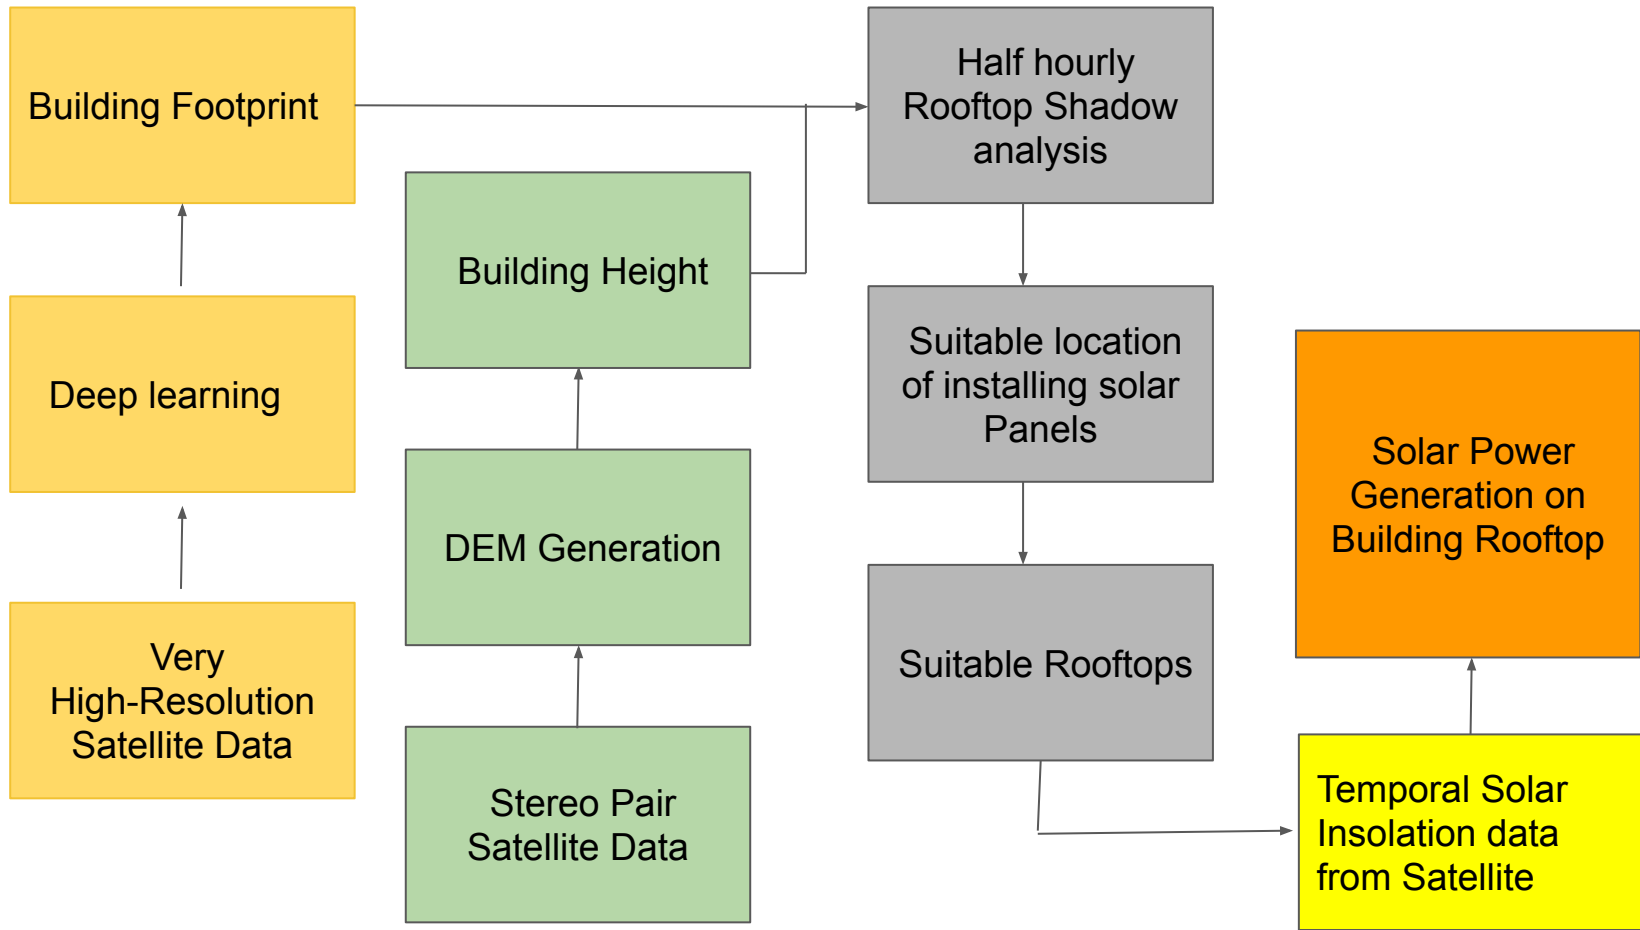 Building Footprint
Deep learning
Very
High-Resolution
Satellite Data
Building Height
DEM Generation
Stereo Pair
Satellite Data
Half hourly
Rooftop Shadow
analysis
Suitable location
of installing solar
Panels
Suitable Rooftops
Solar Power
Generation on
Building Rooftop
Temporal Solar
Insolation data
from Satellite